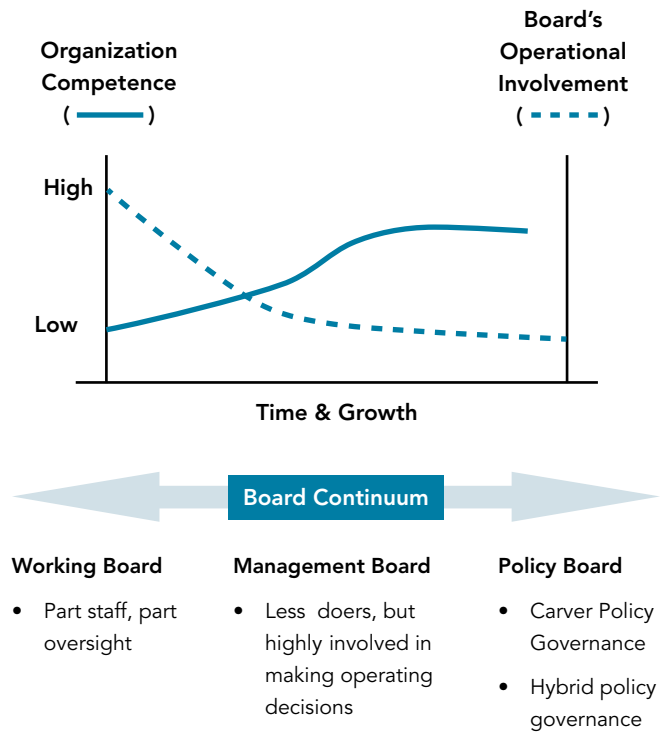 Organization
Competence
( )
Board's
Operational
Involvement
( )
High
Low
Time & Growth
Board Continuum
Working Board
• Part staff, part
oversight
Management Board
• Less doers, but
highly involved in
making operating
decisions
Policy Board
• Carver Policy
Governance
• Hybrid policy
governance